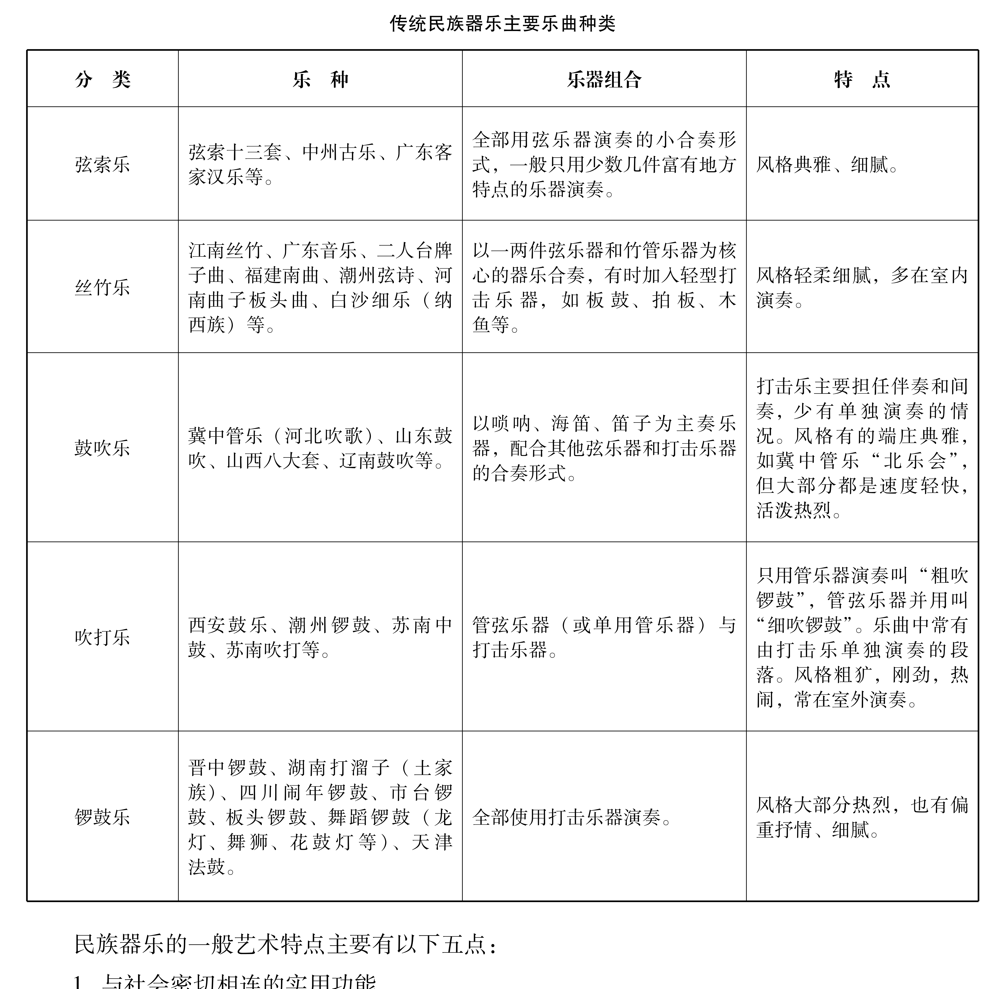 传统民族器乐主要乐曲种类
分 类
乐 种
乐器组合
特 点
弦索乐
弦索十三套、中州古乐、广东客
家汉乐等。
全部用弦乐器演奏的小合奏形
式，一般只用少数几件富有地方
特点的乐器演奏。
风格典雅、细腻。
丝竹乐
江南丝竹、广东音乐、二人台牌
子曲、福建南曲、潮州弦诗、河
南曲子板头曲、白沙细乐（纳
西族）等。
以一两件弦乐器和竹管乐器为核
心的器乐合奏，有时加入轻型打
击乐器，如板鼓、拍板、木
鱼等。
风格轻柔细腻，多在室内
演奏。
鼓吹乐
冀中管乐（河北吹歌）、山东鼓
吹、山西八大套、辽南鼓吹等。
以唢呐、海笛、笛子为主奏乐
器，配合其他弦乐器和打击乐器
的合奏形式。
打击乐主要担任伴奏和间
奏，少有单独演奏的情
况。风格有的端庄典雅，
如冀中管乐“北乐会”，
但大部分都是速度轻快，
活泼热烈。
吹打乐
西安鼓乐、潮州锣鼓、苏南中
鼓、苏南吹打等。
管弦乐器（或单用管乐器）与
打击乐器。
只用管乐器演奏叫“粗吹
锣鼓”，管弦乐器并用叫
“细吹锣鼓”。乐曲中常有
由打击乐单独演奏的段
落。风格粗犷，刚劲，热
闹，常在室外演奏。
锣鼓乐
晋中锣鼓、湖南打溜子（土家
族）、四川闹年锣鼓、市台锣
鼓、板头锣鼓、舞蹈锣鼓（龙
灯、舞狮、花鼓灯等）、天津
法鼓。
全部使用打击乐器演奏。
风格大部分热烈，也有偏
重抒情、细腻。
民族器乐的一般艺术特点主要有以下五点：
1 与社会密切相连的实用功能